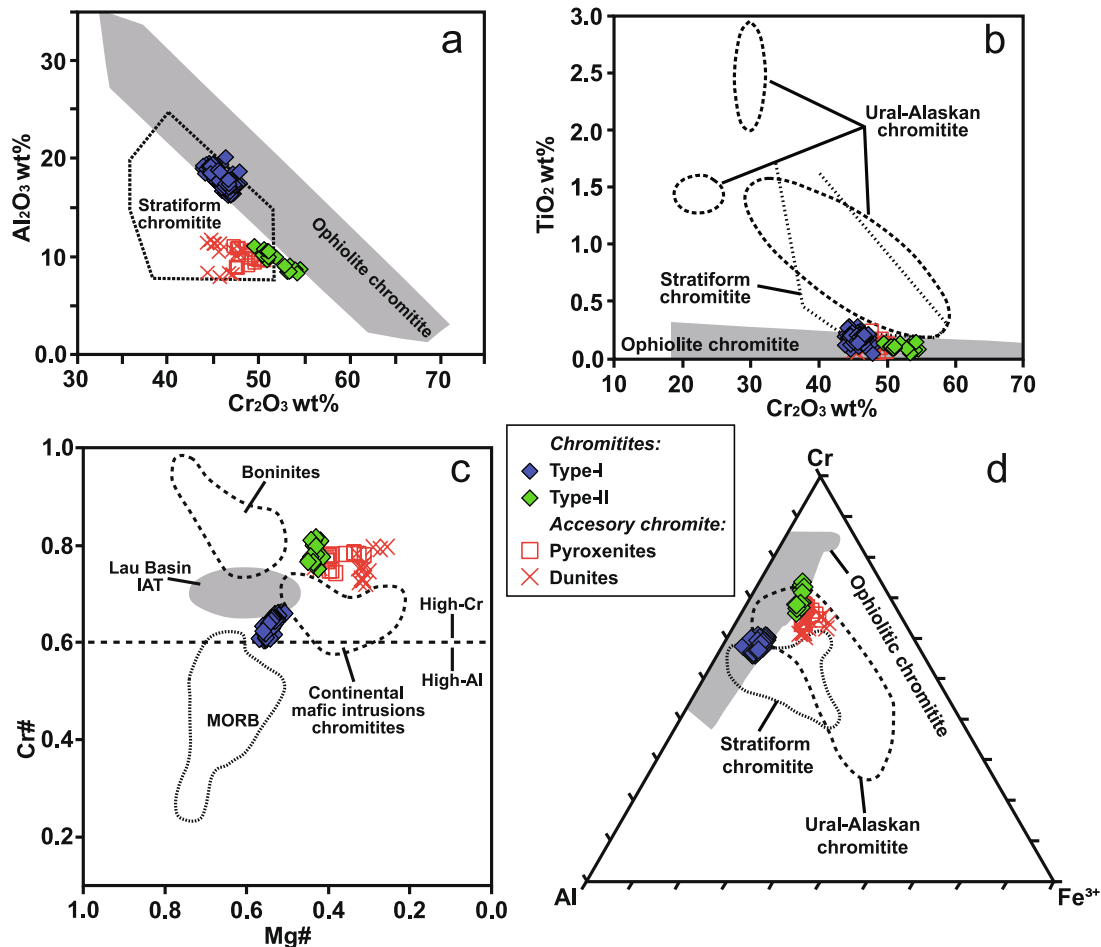 a
30
20
10
0.0
Al₂O₃ wt%
Stratiform
chromitite
Ophiolite chromitite
30
40
50
60
70
Cr₂O₃ wt%
b
3.0
2.5
2.0
1.5
1.0
0.5
0.0
TiO₂ wt%
Ural-Alaskan
chromitite
Stratiform
chromitite
Ophiolite chromitite
10
20
30
40
50
60
70
Cr₂O₃ wt%
c
1.0
0.8
0.6
0.4
0.2
Cr#
Boninites
Lau Basin
IAT
High-Cr
High-Al
MORB
Continental
mafic intrusions
chromitites
1.0
0.8
0.6
0.4
0.2
0.0
Mg#
Chromitites:
Type-I
Type-II
Accesory chromite:
Pyroxenites
Dunites
d
Cr
Ophiolitic chromitite
Stratiform
chromitite
Ural-Alaskan
chromitite
Al
Fe³⁺